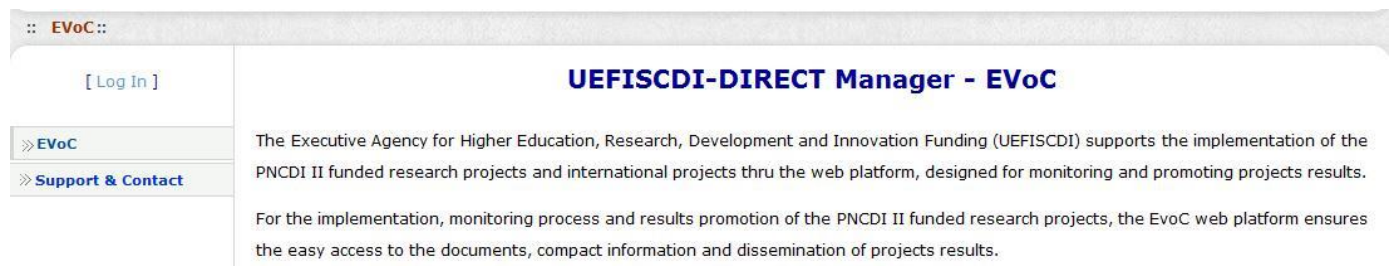 :: EVoC::
[ Log In ]
UEFISCDI-DIRECT Manager - EVoC
»EVoC
»Support & Contact
The Executive Agency for Higher Education, Research, Development and Innovation Funding (UEFISCDI) supports the implementation of the
PNCDI II funded research projects and international projects thru the web platform, designed for monitoring and promoting projects results.
For the implementation, monitoring process and results promotion of the PNCDI II funded research projects, the EvoC web platform ensures
the easy access to the documents, compact information and dissemination of projects results.